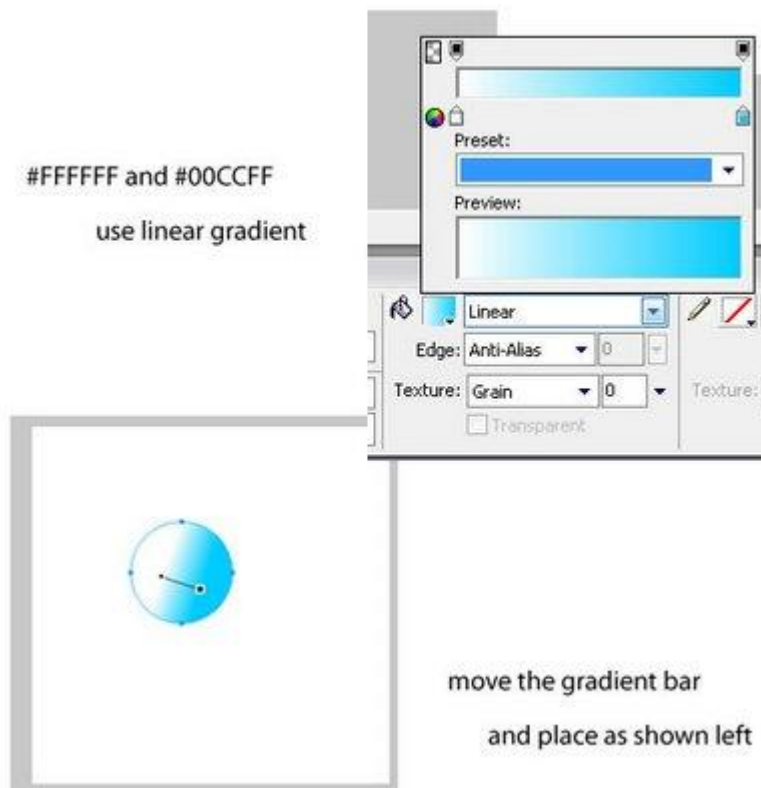 #FFFFFF and #00CCFF
use linear gradient
Preset:
Preview:
Linear
Edge: Anti-Alias 0
Texture: Grain 0 Texture:
Transparent
move the gradient bar
and place as shown left